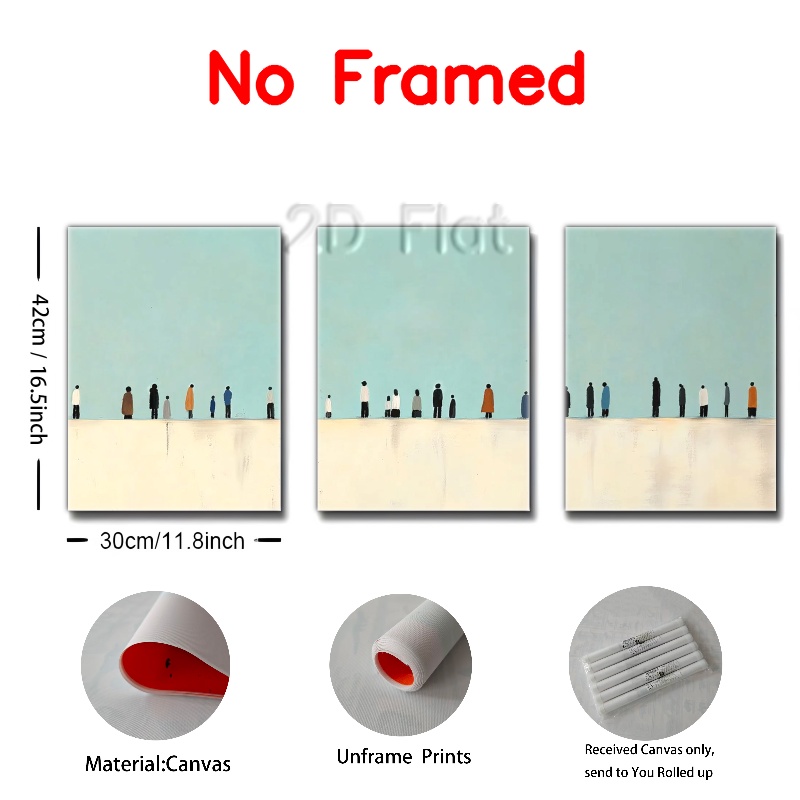 No Framed
2D Flat
42cm / 16.5inch
30cm/11.8inch
Material:Canvas
Unframe Prints
Received Canvas only,
send to You Rolled up